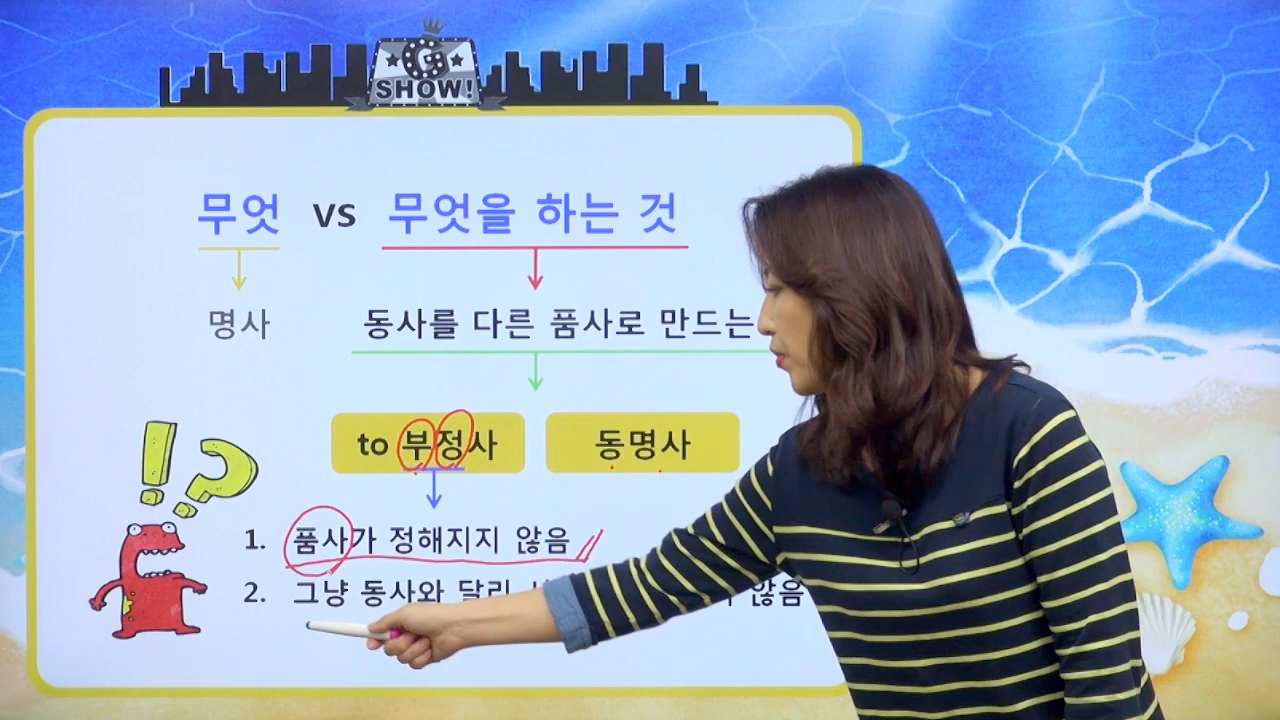 G
SHOW!
무엇 vs 무엇을 하는 것
명사 동사를 다른 품사로 만드는
to 부정사 동명사
1. 품사가 정해지지 않음
2. 그냥 동사와 달리 않음